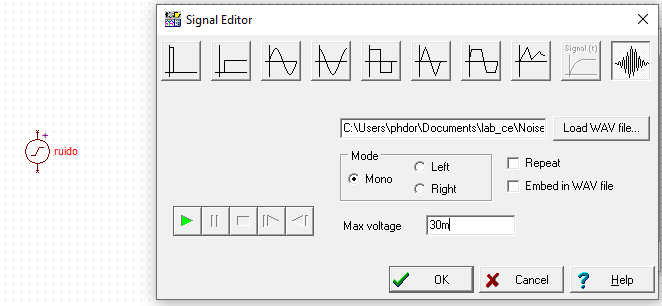 Signal Editor
Signal (t)
C:\Users\phdor\Documents\lab_ce\Noise
Load WAV file...
ruido
Mode
Mono
Left
Right
Repeat
Embed in WAV file
Max voltage
30m
OK
Cancel
Help